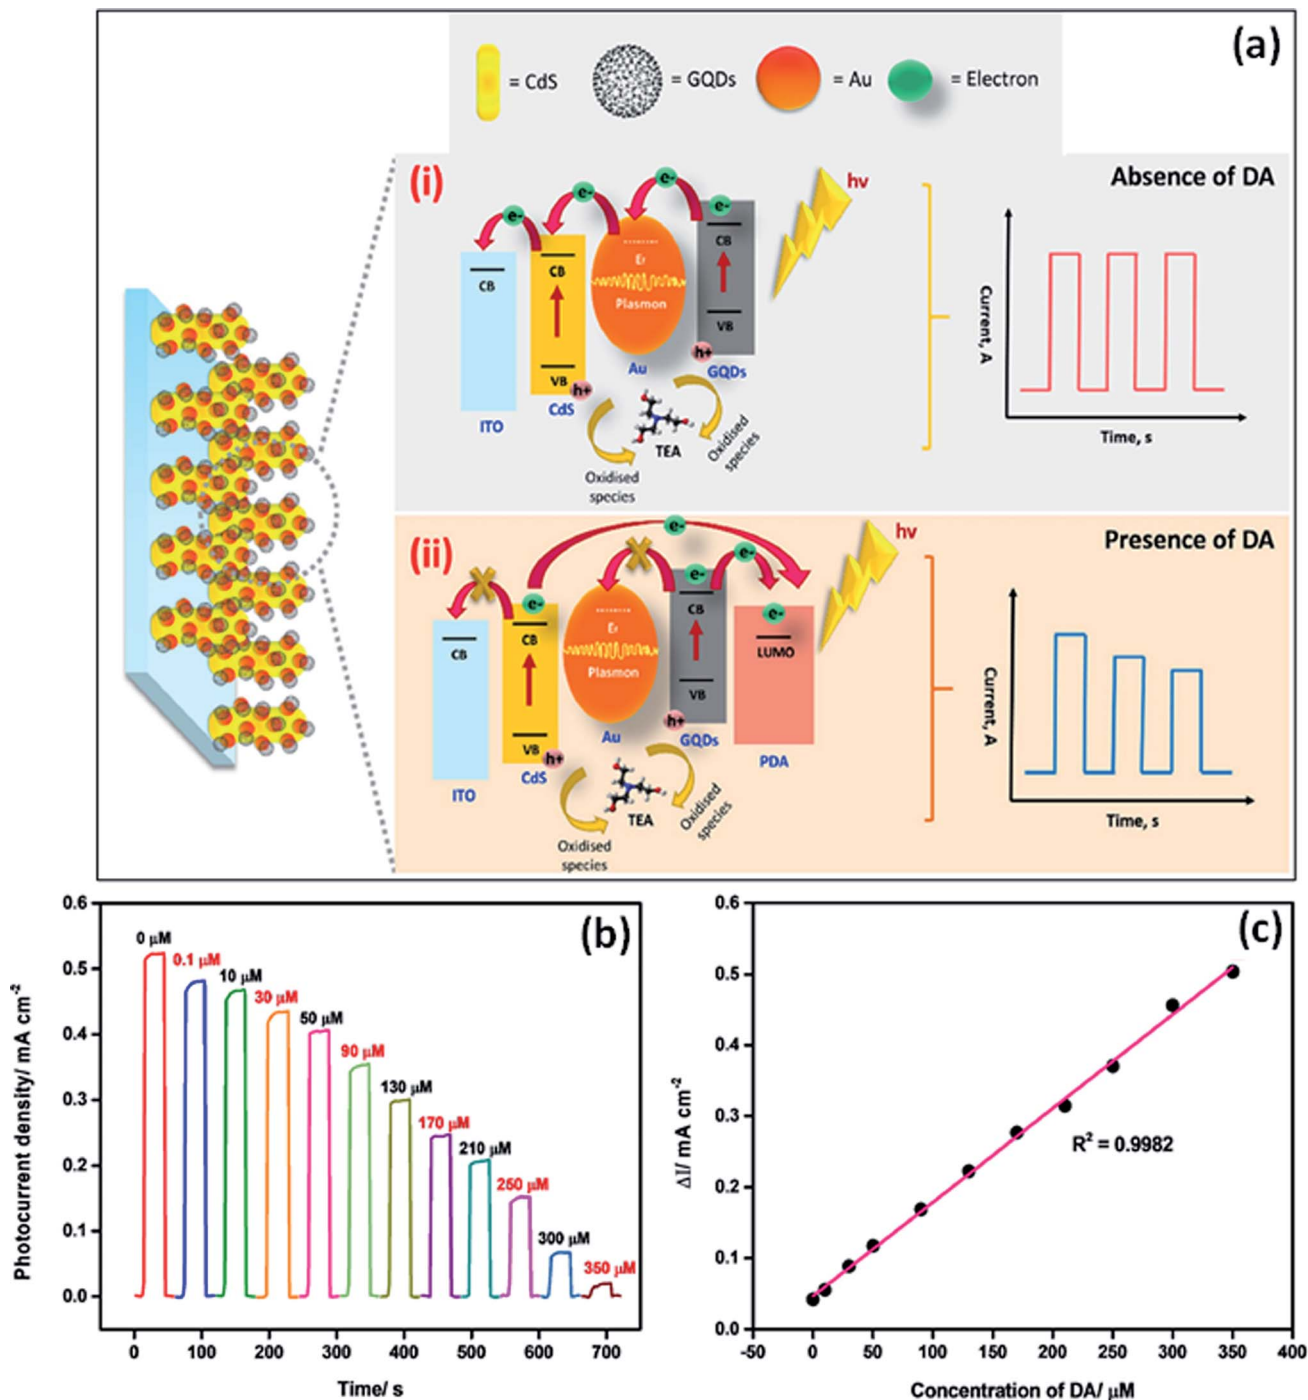 (a)
= CdS
= GQDs
= Au
= Electron
(i)
Absence of DA
hν
e-
e-
e-
e-
CB
CB
CB
E_f
Plasmon
VB
VB
h+
h+
ITO
CdS
Au
GQDs
TEA
Oxidised
species
Oxidised
species
Current, A
Time, s
(ii)
Presence of DA
hν
e-
e-
e-
e-
e-
X
X
CB
CB
CB
E_f
Plasmon
LUMO
VB
VB
h+
h+
ITO
CdS
Au
GQDs
PDA
TEA
Oxidised
species
Oxidised
species
Current, A
Time, s
(b)
Photocurrent density/ mA cm⁻²
0.6
0.5
0.4
0.3
0.2
0.1
0.0
0 µM
0.1 µM
10 µM
30 µM
50 µM
90 µM
130 µM
170 µM
210 µM
250 µM
300 µM
350 µM
0 100 200 300 400 500 600 700
Time/ s
(c)
ΔI/ mA cm⁻²
0.6
0.5
0.4
0.3
0.2
0.1
0.0
R² = 0.9982
-50 0 50 100 150 200 250 300 350 400
Concentration of DA/ µM